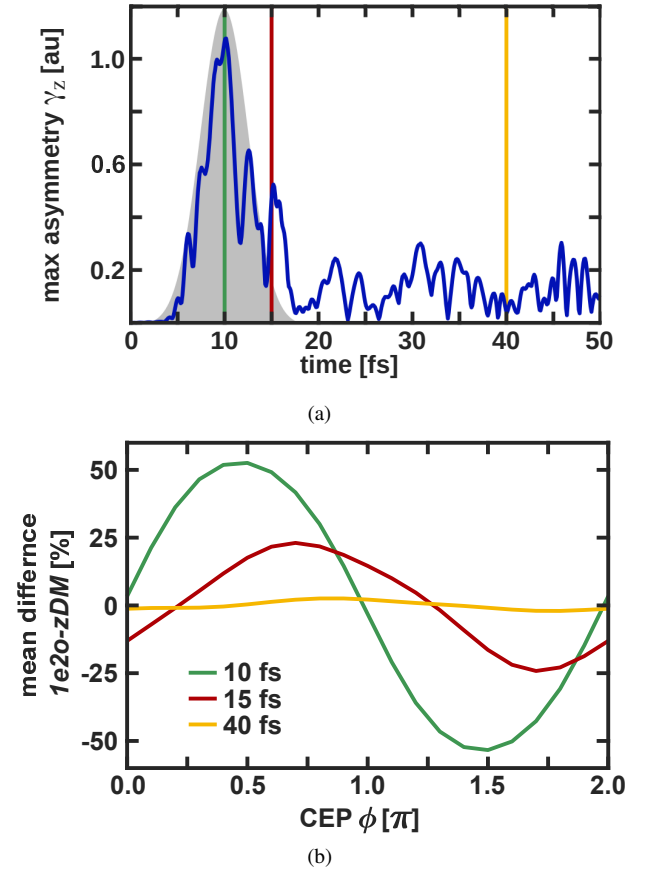 max asymmetry γz [au]
1.0
0.6
0.2
0 10 20 30 40 50
time [fs]
(a)
mean differnce
1e2o-zDM [%]
50
25
0
-25
-50
10 fs
15 fs
40 fs
0.0 0.5 1.0 1.5 2.0
CEP ϕ [π]
(b)